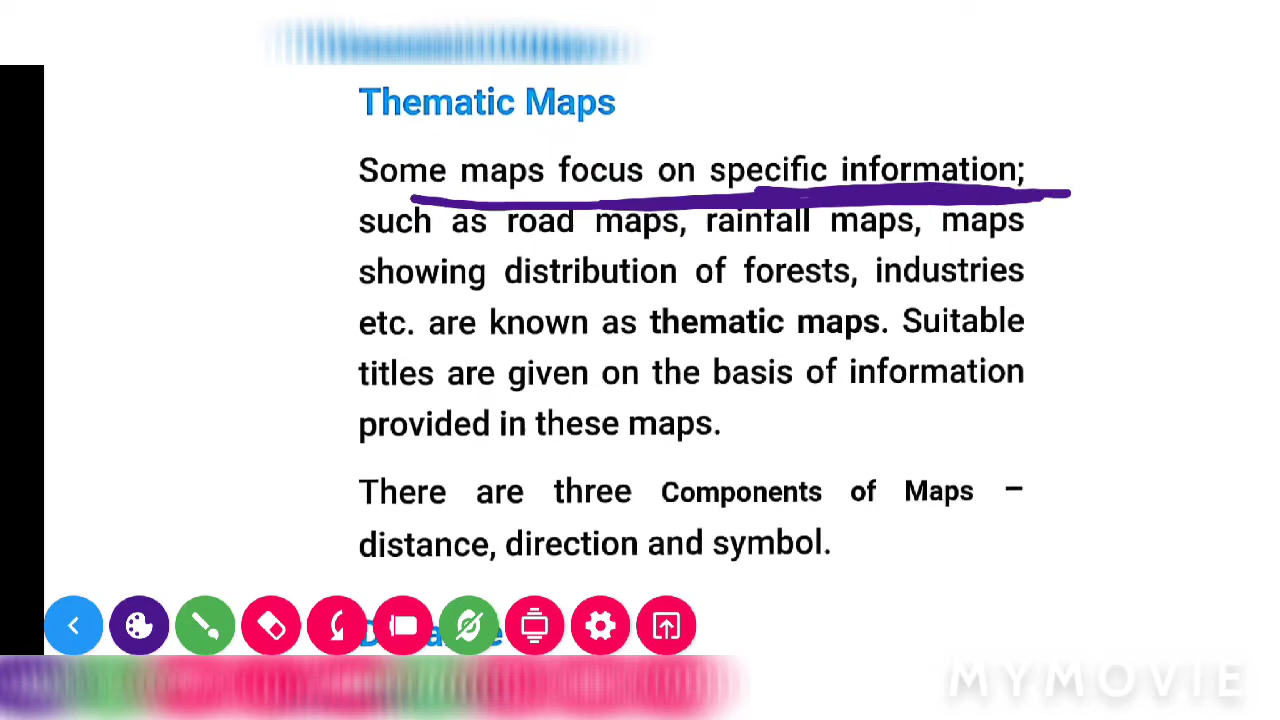 Thematic Maps
Some maps focus on specific information;
such as road maps, rainfall maps, maps
showing distribution of forests, industries
etc. are known as thematic maps. Suitable
titles are given on the basis of information
provided in these maps.
There are three Components of Maps –
distance, direction and symbol.
MYMOVIE